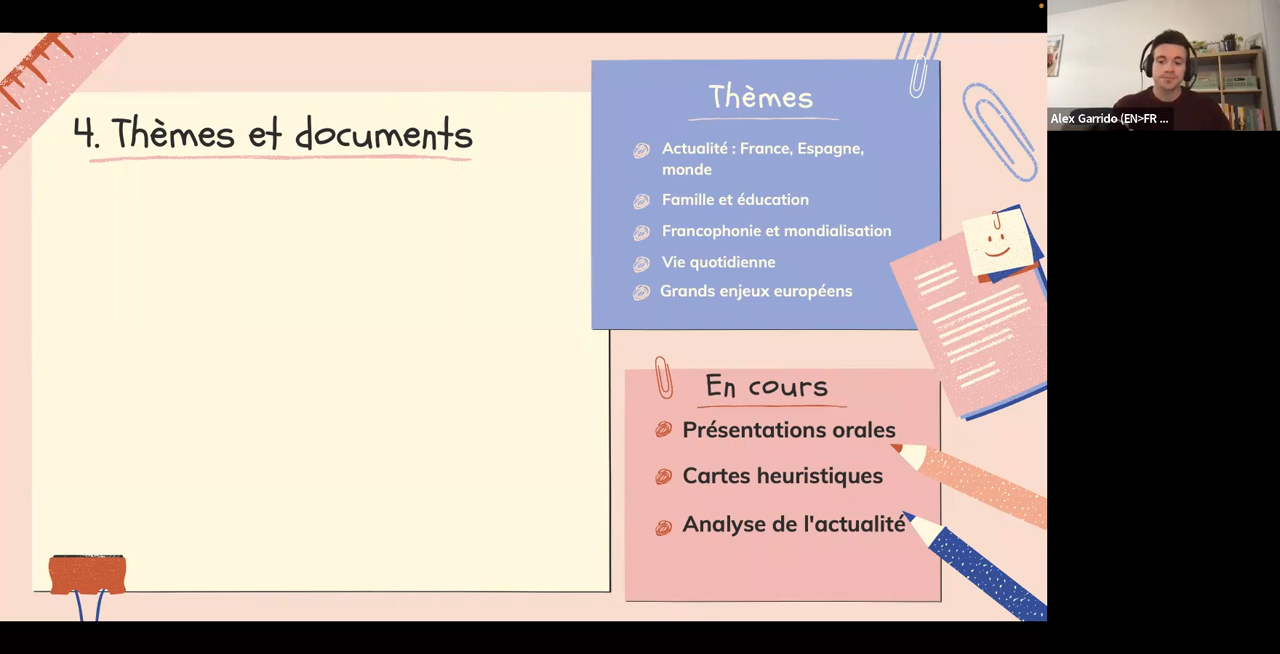 4. Thèmes et documents
Thèmes
Actualité : France, Espagne,
monde
Famille et éducation
Francophonie et mondialisation
Vie quotidienne
Grands enjeux européens
En cours
Présentations orales
Cartes heuristiques
Analyse de l'actualité
Alex Garrido (EN>FR ...